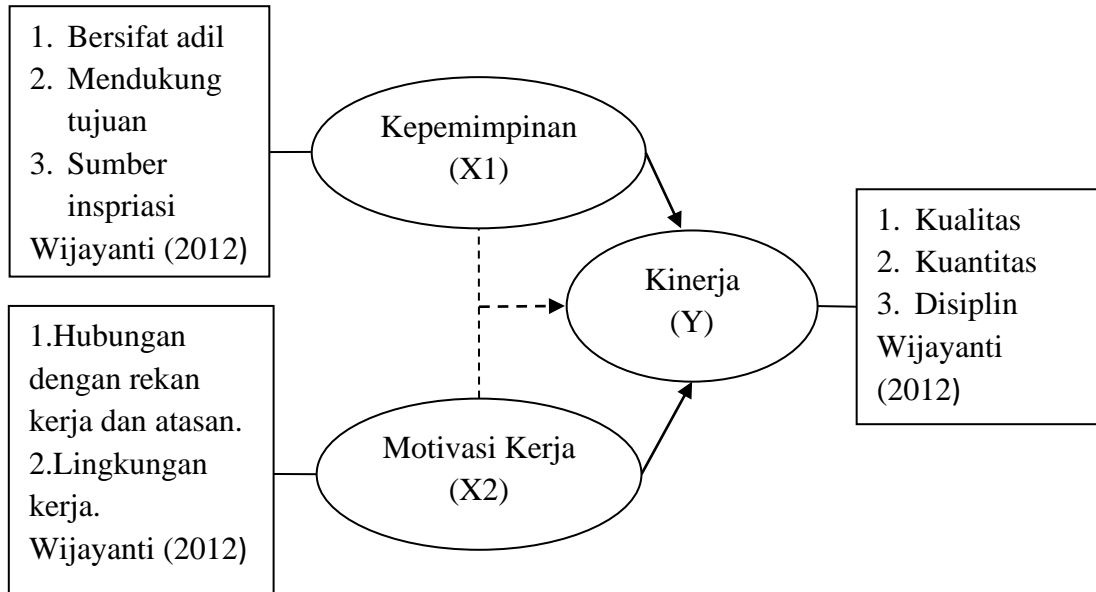 1. Bersifat adil
2. Mendukung
tujuan
3. Sumber
inspriasi
Wijayanti (2012)
Kepemimpinan
(X1)
1.Hubungan
dengan rekan
kerja dan atasan.
2.Lingkungan
kerja.
Wijayanti (2012)
Motivasi Kerja
(X2)
Kinerja
(Y)
1. Kualitas
2. Kuantitas
3. Disiplin
Wijayanti
(2012)